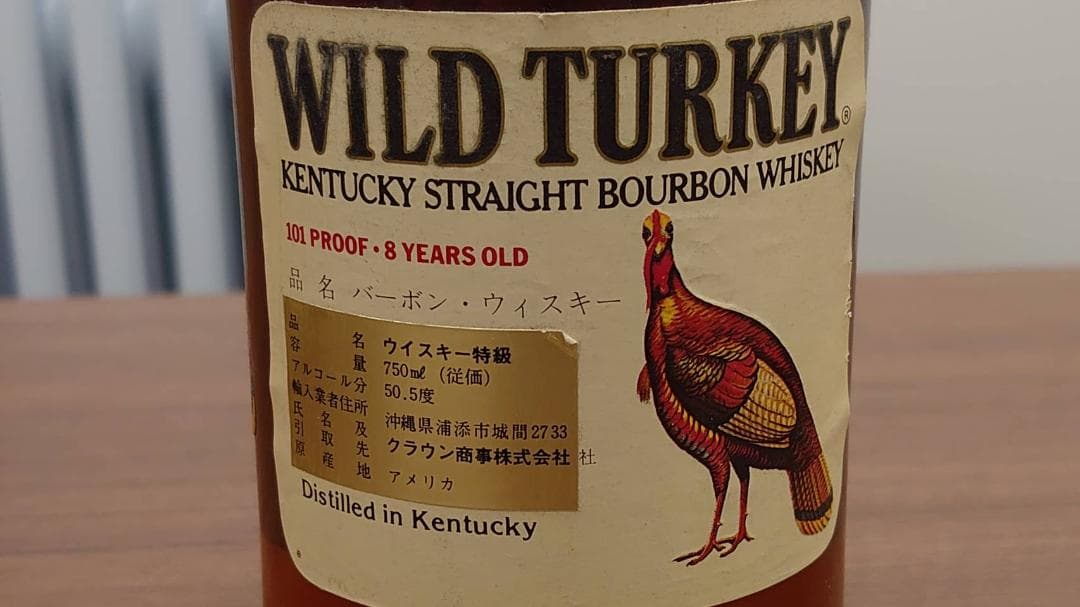 WILD TURKEY®
KENTUCKY STRAIGHT BOURBON WHISKEY
101 PROOF • 8 YEARS OLD
品 名 バーボン・ウィスキー
品 名 ウイスキー特級
容 量 750㎖ (従価)
アルコール分 50.5度
輸入業者住所 沖縄県浦添市城間2733
氏 名 及
引 取 先 クラウン商事株式会社 社
原 産 地 アメリカ
Distilled in Kentucky